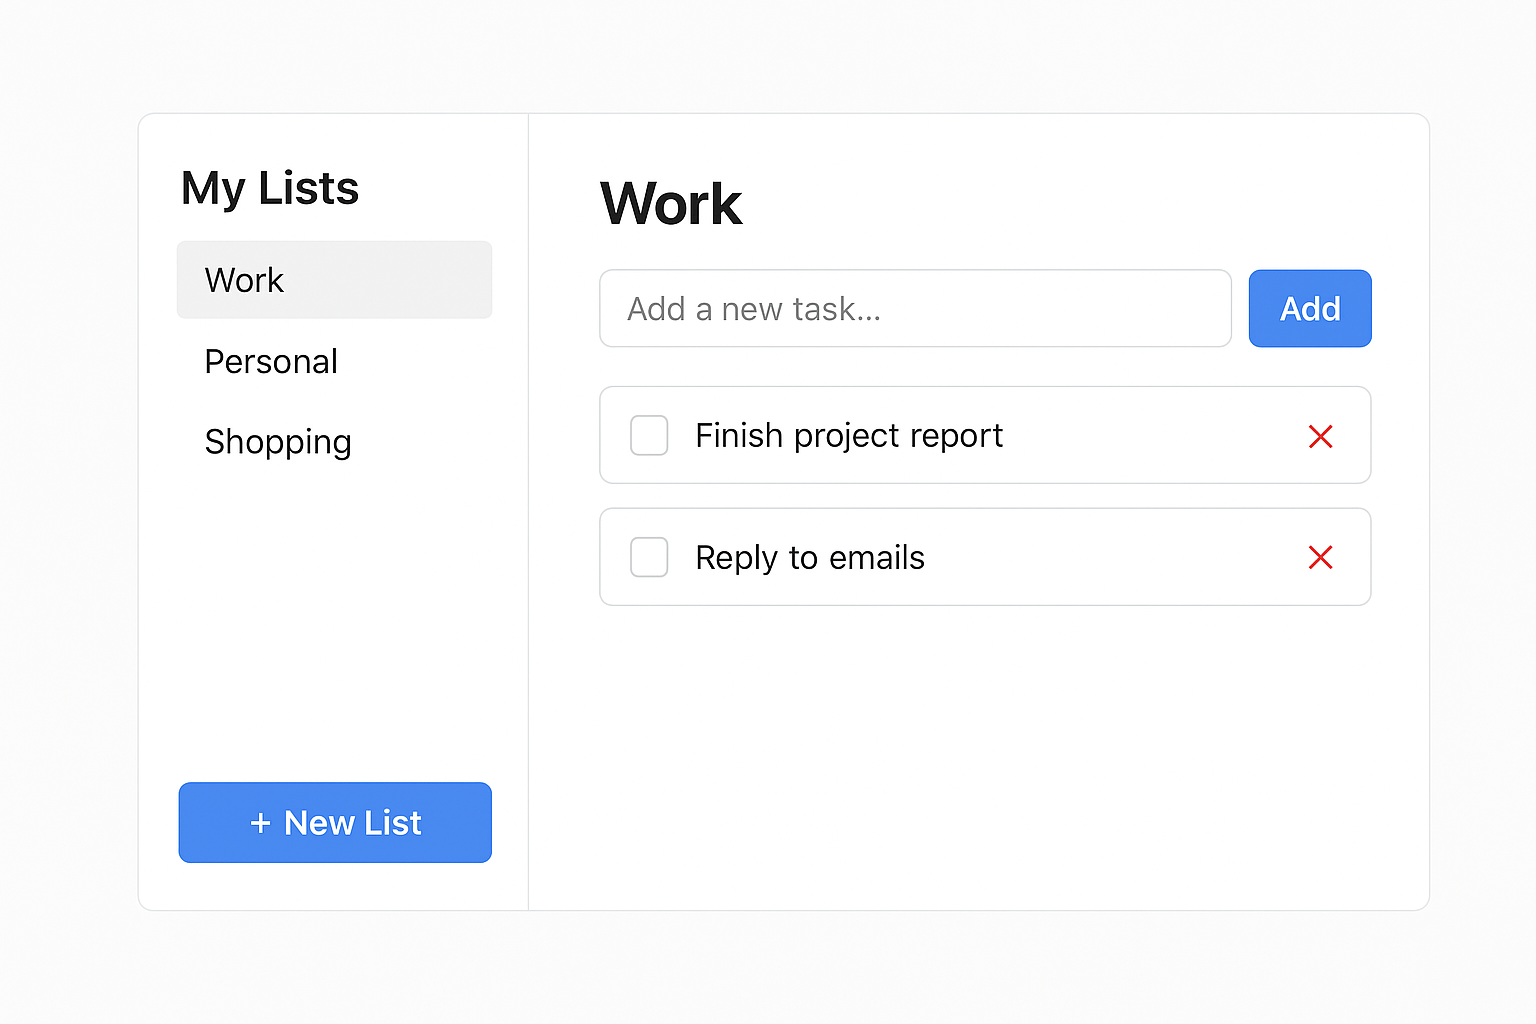 My Lists
Work
Personal
Shopping
+ New List
Work
Add a new task...
Add
Finish project report
Reply to emails